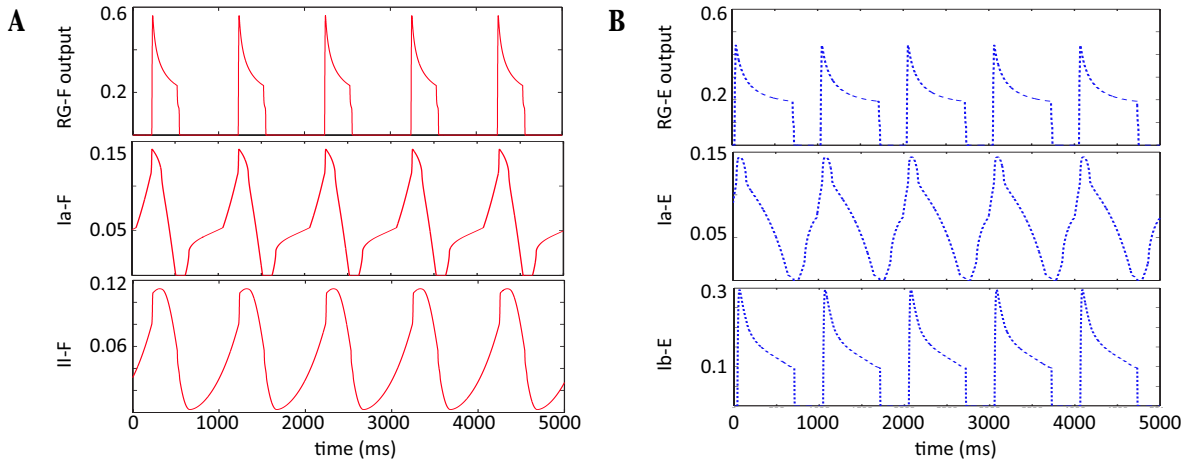 A
RG-F output
0.6
0.2
Ia-F
0.15
0.05
II-F
0.12
0.06
0 1000 2000 3000 4000 5000
time (ms)
B
RG-E output
0.6
0.2
Ia-E
0.15
0.05
Ib-E
0.3
0.1
0 1000 2000 3000 4000 5000
time (ms)